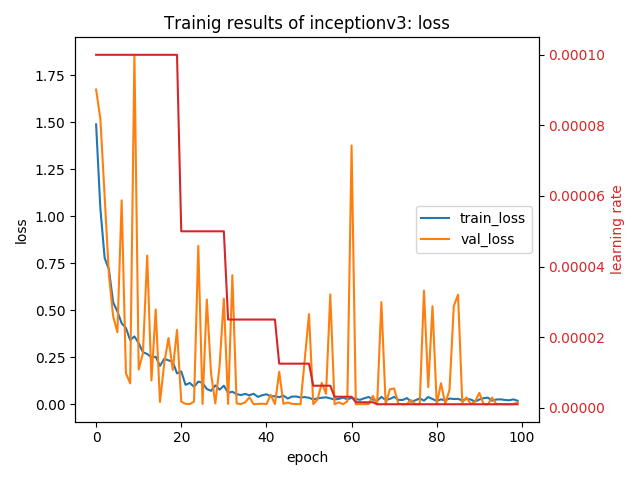 Trainig results of inceptionv3: loss
1.75
1.50
1.25
1.00
0.75
0.50
0.25
0.00
loss
0.00010
0.00008
0.00006
0.00004
0.00002
0.00000
learning rate
train_loss
val_loss
0 20 40 60 80 100
epoch